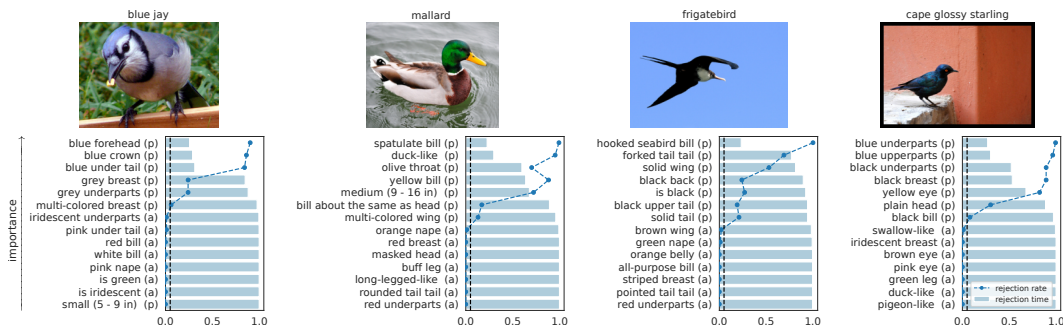 blue jay
mallard
frigatebird
cape glossy starling
importance
blue forehead (p)
blue crown (p)
blue under tail (p)
grey breast (p)
grey underparts (p)
multi-colored breast (p)
iridescent underparts (a)
pink under tail (a)
red bill (a)
white bill (a)
pink nape (a)
is green (a)
is iridescent (a)
small (5 - 9 in) (p)
0.0 0.5 1.0
spatulate bill (p)
duck-like (p)
olive throat (p)
yellow bill (p)
medium (9 - 16 in) (p)
bill about the same as head (p)
multi-colored wing (p)
orange nape (a)
red breast (a)
masked head (a)
buff leg (a)
long-legged-like (a)
rounded tail tail (a)
red underparts (a)
0.0 0.5 1.0
hooked seabird bill (p)
forked tail tail (p)
solid wing (p)
black back (p)
is black (p)
black upper tail (p)
solid tail (p)
brown wing (a)
green nape (a)
orange belly (a)
all-purpose bill (a)
striped breast (a)
pointed tail tail (a)
red underparts (a)
0.0 0.5 1.0
blue underparts (p)
blue upperparts (p)
black underparts (p)
black breast (p)
yellow eye (p)
plain head (p)
black bill (p)
swallow-like (a)
iridescent breast (a)
brown eye (a)
pink eye (a)
green leg (a)
duck-like (a)
pigeon-like (a)
rejection rate
rejection time
0.0 0.5 1.0